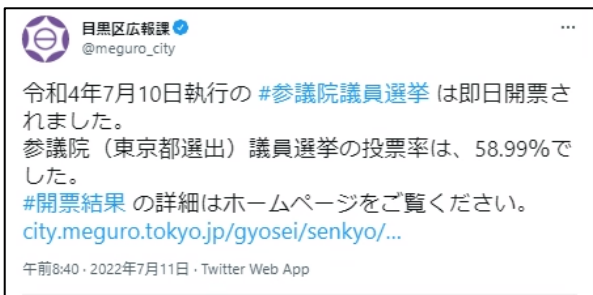 目黒区広報課
@meguro_city
令和4年7月10日執行の #参議院議員選挙 は即日開票さ
れました。
参議院（東京都選出）議員選挙の投票率は、58.99%で
した。
#開票結果 の詳細はホームページをご覧ください。
city.meguro.tokyo.jp/gyosei/senkyo/...
午前8:40 · 2022年7月11日 · Twitter Web App